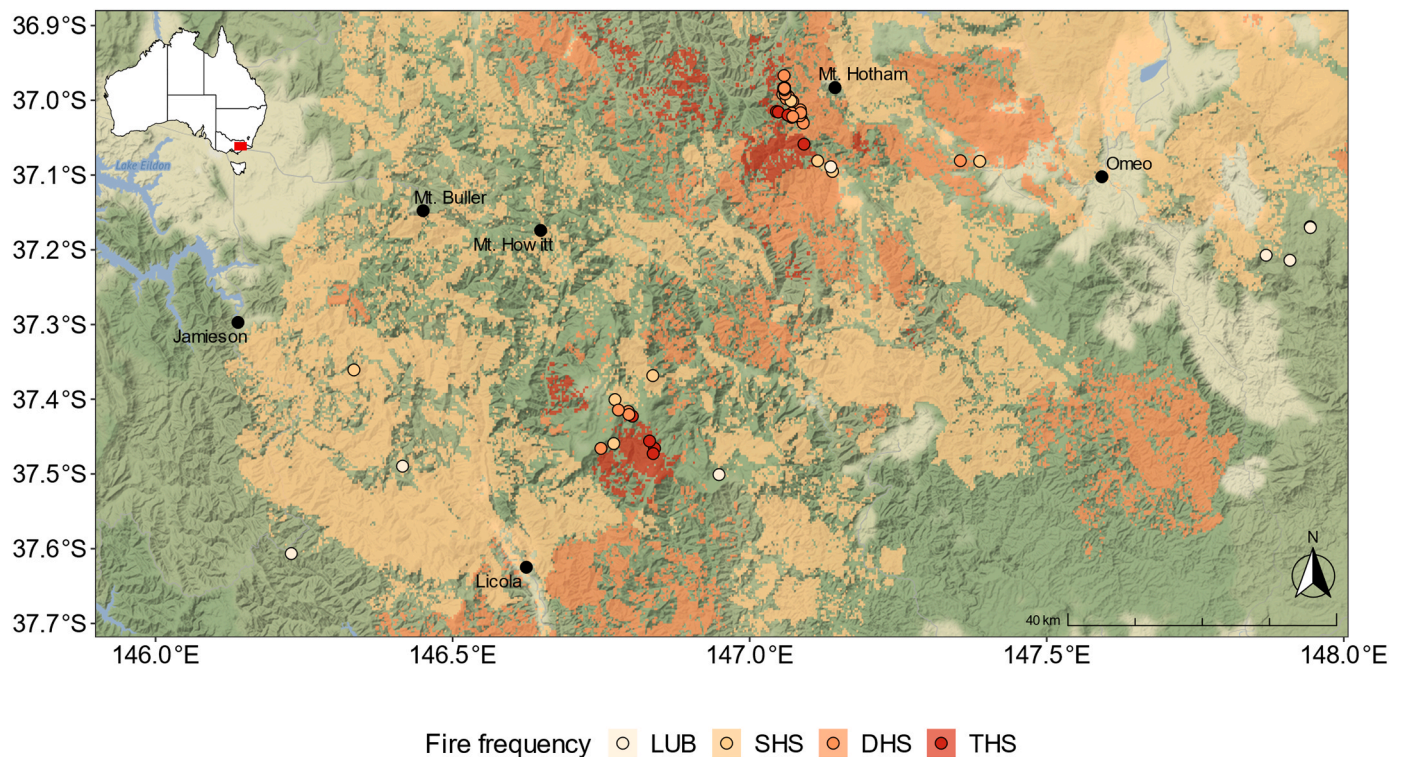 36.9°S
37.0°S
37.1°S
37.2°S
37.3°S
37.4°S
37.5°S
37.6°S
37.7°S
Mt. Hotham
Lake Eildon
Omeo
Mt. Buller
Mt. Howitt
Jamieson
Licola
N
40 km
146.0°E 146.5°E 147.0°E 147.5°E 148.0°E
Fire frequency LUB SHS DHS THS